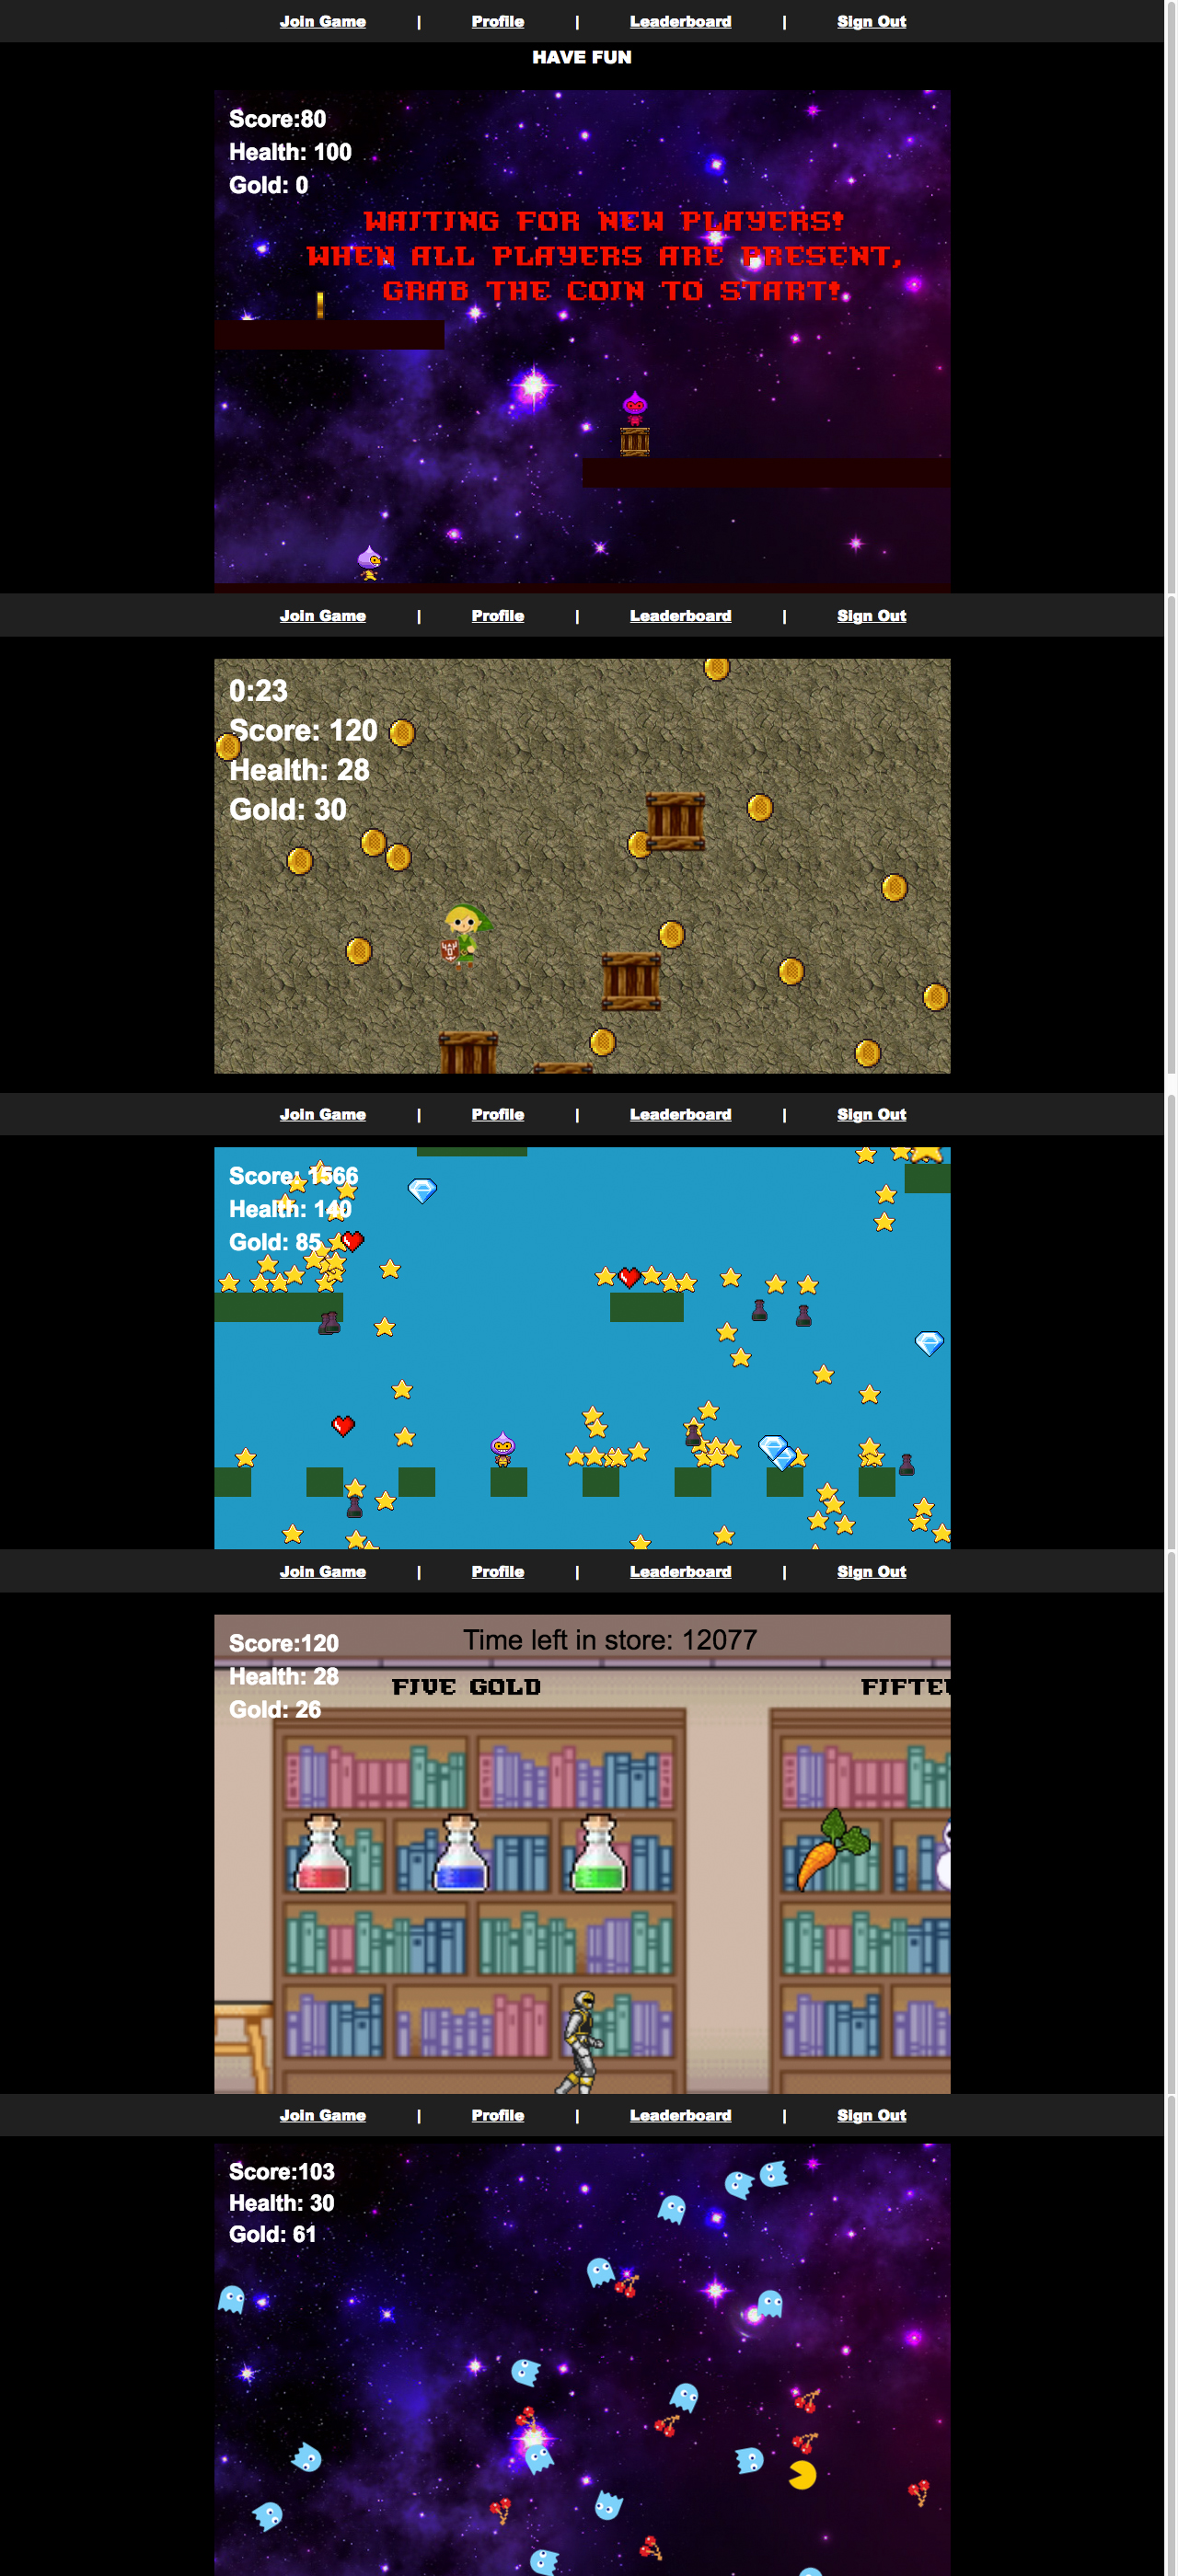 Join Game | Profile | Leaderboard | Sign Out
HAVE FUN
Score:80
Health: 100
Gold: 0
WAITING FOR NEW PLAYERS!
WHEN ALL PLAYERS ARE PRESENT,
GRAB THE COIN TO START!
Join Game | Profile | Leaderboard | Sign Out
0:23
Score: 120
Health: 28
Gold: 30
Join Game | Profile | Leaderboard | Sign Out
Score: 1566
Health: 140
Gold: 85
Join Game | Profile | Leaderboard | Sign Out
Score:120
Time left in store: 12077
Health: 28
Gold: 26
FIVE GOLD
Join Game | Profile | Leaderboard | Sign Out
Score:103
Health: 30
Gold: 61